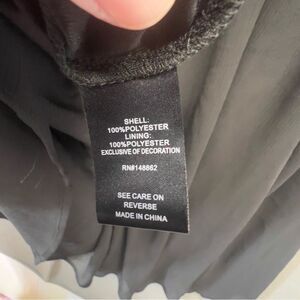 SHELL:
100%POLYESTER
LINING:
100%POLYESTER
EXCLUSIVE OF DECORATION
RN#148862
SEE CARE ON
REVERSE
MADE IN CHINA